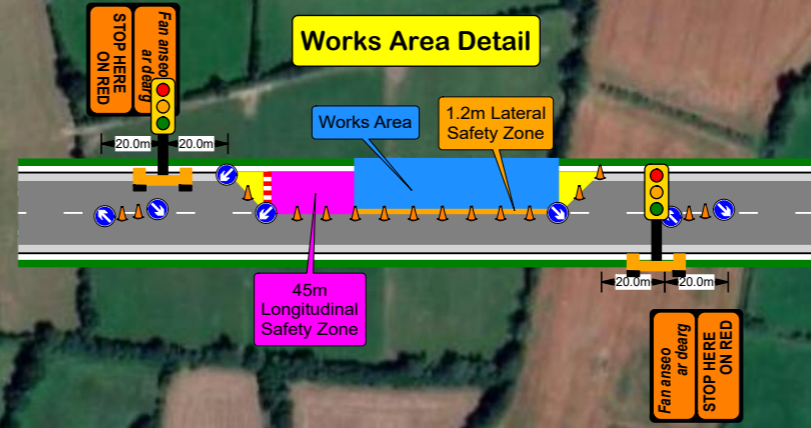 Works Area Detail
Fan anseo
ar dearg
STOP HERE
ON RED
Works Area
1.2m Lateral
Safety Zone
20.0m
20.0m
45m
Longitudinal
Safety Zone
20.0m
20.0m
Fan anseo
ar dearg
STOP HERE
ON RED